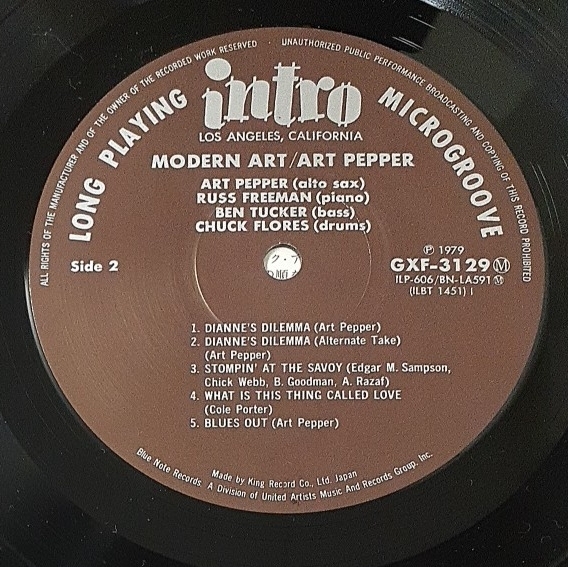 ALL RIGHTS OF THE MANUFACTURER AND OF THE OWNER OF THE RECORDED WORK RESERVED · UNAUTHORIZED PUBLIC PERFORMANCE BROADCASTING AND COPYING OF THIS RECORD PROHIBITED
LONG PLAYING MICROGROOVE
intro
LOS ANGELES, CALIFORNIA
MODERN ART/ART PEPPER
ART PEPPER (alto sax)
RUSS FREEMAN (piano)
BEN TUCKER (bass)
CHUCK FLORES (drums)
Side 2
Ⓟ 1979
GXF-3129 Ⓜ
ILP-606/BN-LA591 Ⓜ
(ILBT 1451) I
1. DIANNE'S DILEMMA (Art Pepper)
2. DIANNE'S DILEMMA (Alternate Take)
(Art Pepper)
3. STOMPIN' AT THE SAVOY (Edgar M. Sampson,
Chick Webb, B. Goodman, A. Razaf)
4. WHAT IS THIS THING CALLED LOVE
(Cole Porter)
5. BLUES OUT (Art Pepper)
Made by King Record Co., Ltd. Japan
Blue Note Records. A Division of United Artists Music And Records Group, Inc.